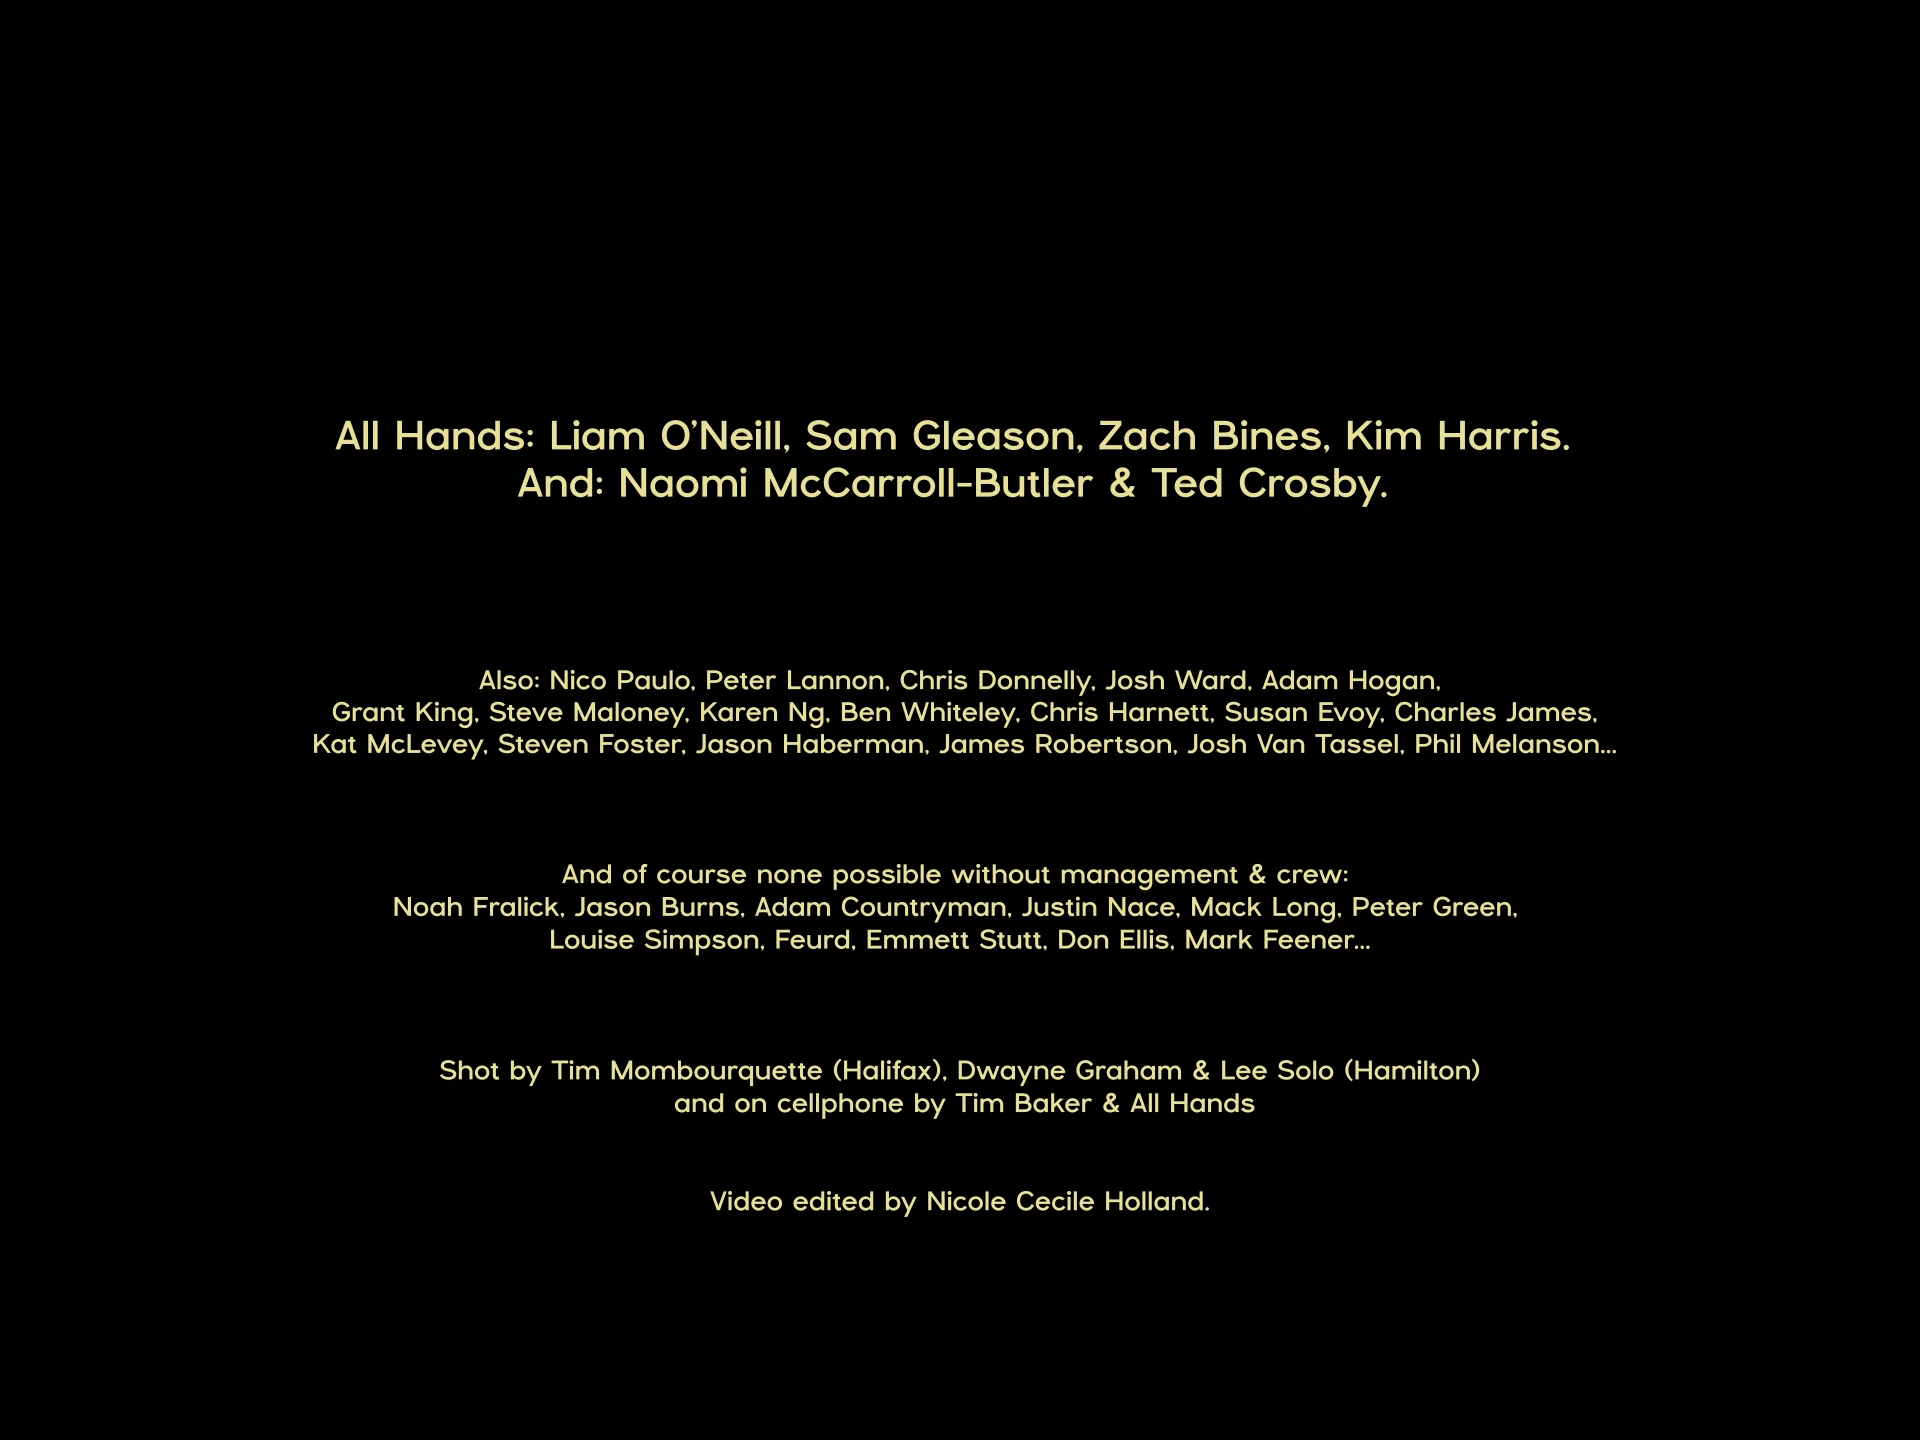 All Hands: Liam O’Neill, Sam Gleason, Zach Bines, Kim Harris.
And: Naomi McCarroll-Butler & Ted Crosby.
Also: Nico Paulo, Peter Lannon, Chris Donnelly, Josh Ward, Adam Hogan,
Grant King, Steve Maloney, Karen Ng, Ben Whiteley, Chris Harnett, Susan Evoy, Charles James,
Kat McLevey, Steven Foster, Jason Haberman, James Robertson, Josh Van Tassel, Phil Melanson...
And of course none possible without management & crew:
Noah Fralick, Jason Burns, Adam Countryman, Justin Nace, Mack Long, Peter Green,
Louise Simpson, Feurd, Emmett Stutt, Don Ellis, Mark Feener...
Shot by Tim Mombourquette (Halifax), Dwayne Graham & Lee Solo (Hamilton)
and on cellphone by Tim Baker & All Hands
Video edited by Nicole Cecile Holland.